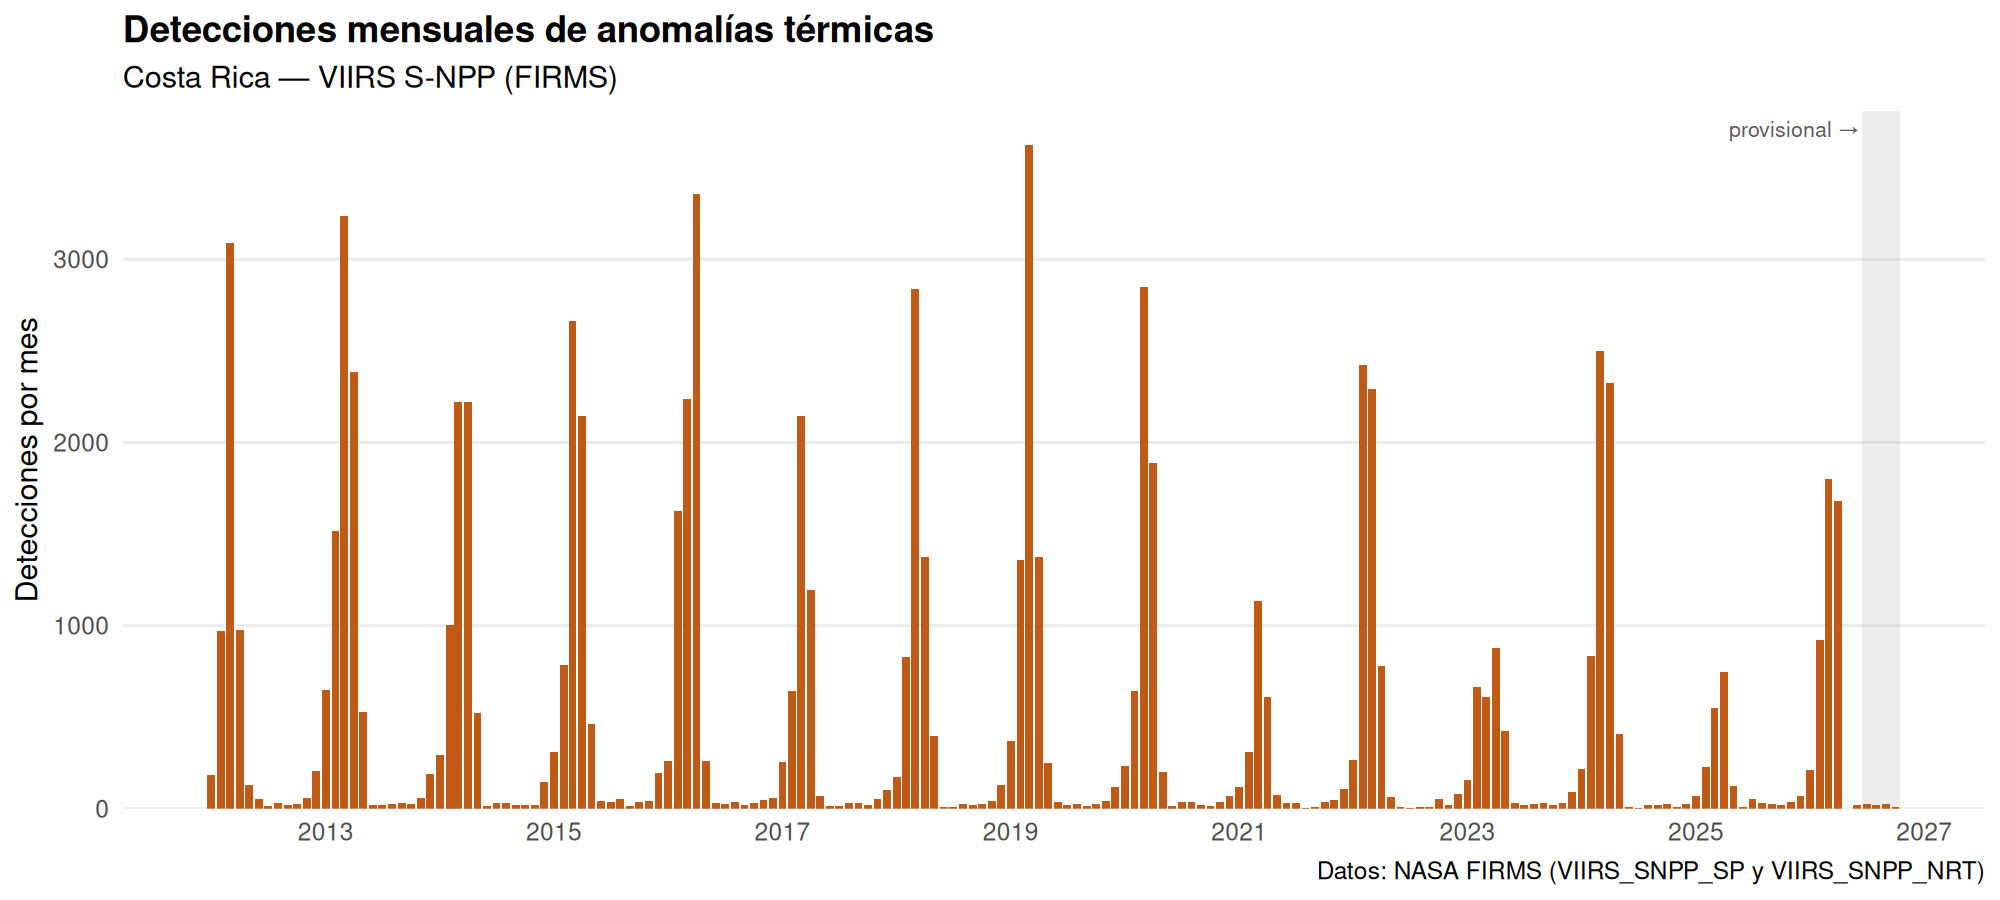 Detecciones mensuales de anomalías térmicas
Costa Rica — VIIRS S-NPP (FIRMS)
provisional →
Detecciones por mes
3000
2000
1000
0
2013
2015
2017
2019
2021
2023
2025
2027
Datos: NASA FIRMS (VIIRS_SNPP_SP y VIIRS_SNPP_NRT)